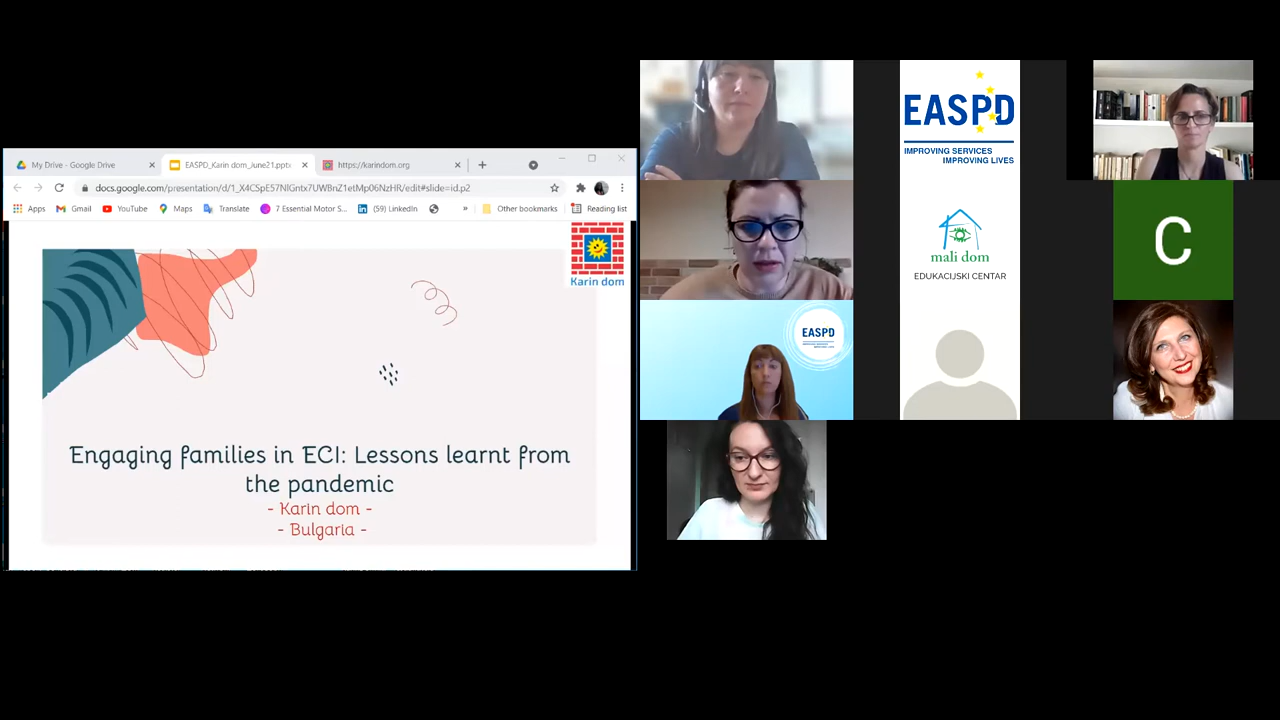 My Drive - Google Drive
EASPD_Karin dom_June21.pptx
https://karindom.org
docs.google.com/presentation/d/1_X4CSpE57NlGntx7UWBnZ1etMp06NzHR/edit#slide=id.p2
Apps
Gmail
YouTube
Maps
Translate
7 Essential Motor S...
(59) LinkedIn
»
Other bookmarks
Reading list
Karin dom
Engaging families in ECI: Lessons learnt from
the pandemic
- Karin dom -
- Bulgaria -
EASPD
IMPROVING SERVICES
IMPROVING LIVES
mali dom
EDUKACIJSKI CENTAR
C
EASPD